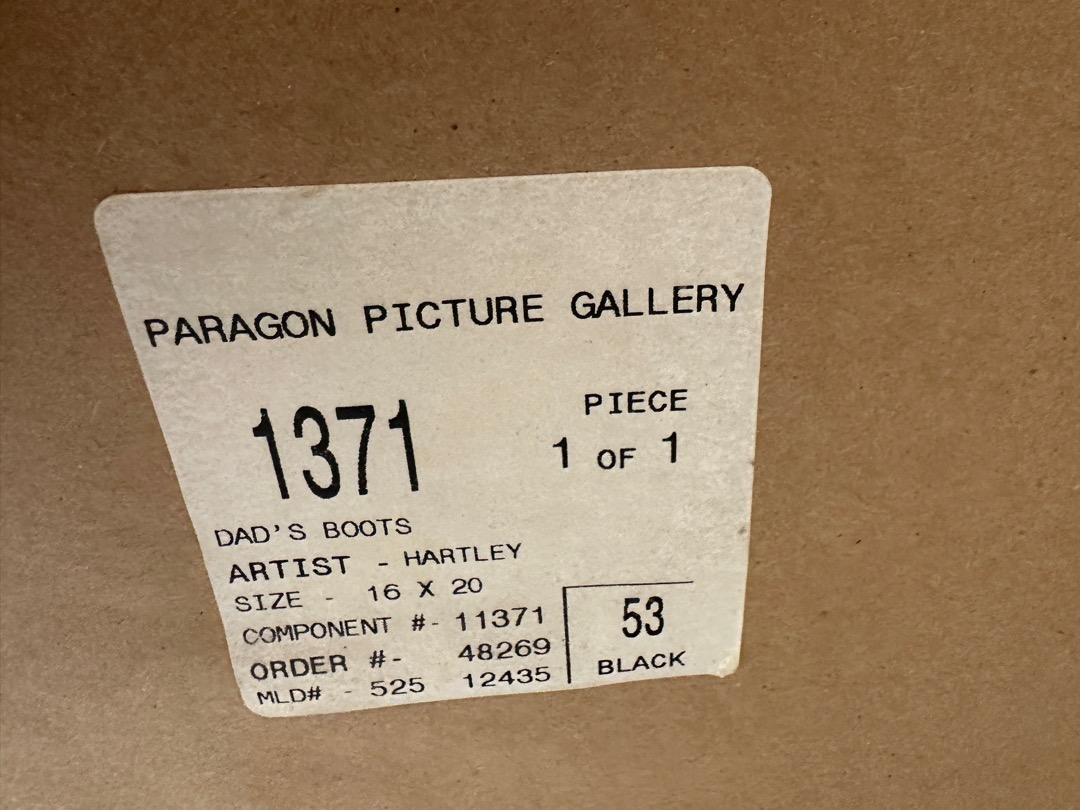 PARAGON PICTURE GALLERY
1371
PIECE
1 OF 1
DAD'S BOOTS
ARTIST - HARTLEY
SIZE - 16 X 20
COMPONENT #- 11371
ORDER #- 48269
MLD# - 525 12435
53
BLACK